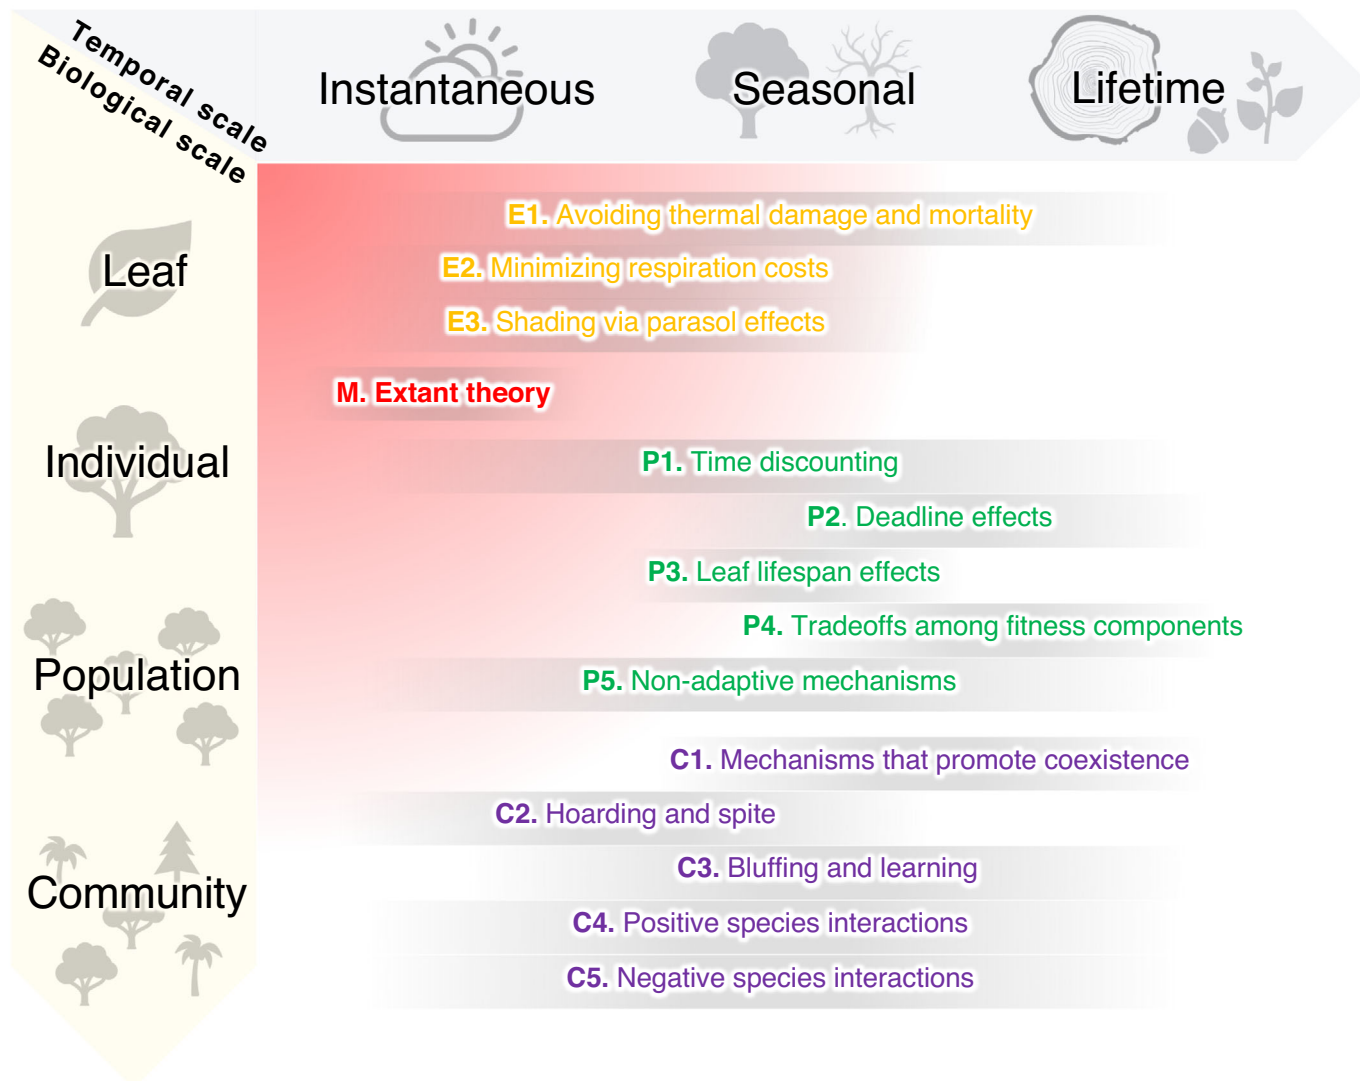 Temporal scale
Biological scale
Instantaneous
Seasonal
Lifetime
Leaf
E1. Avoiding thermal damage and mortality
E2. Minimizing respiration costs
E3. Shading via parasol effects
M. Extant theory
Individual
P1. Time discounting
P2. Deadline effects
P3. Leaf lifespan effects
P4. Tradeoffs among fitness components
Population
P5. Non-adaptive mechanisms
C1. Mechanisms that promote coexistence
C2. Hoarding and spite
Community
C3. Bluffing and learning
C4. Positive species interactions
C5. Negative species interactions